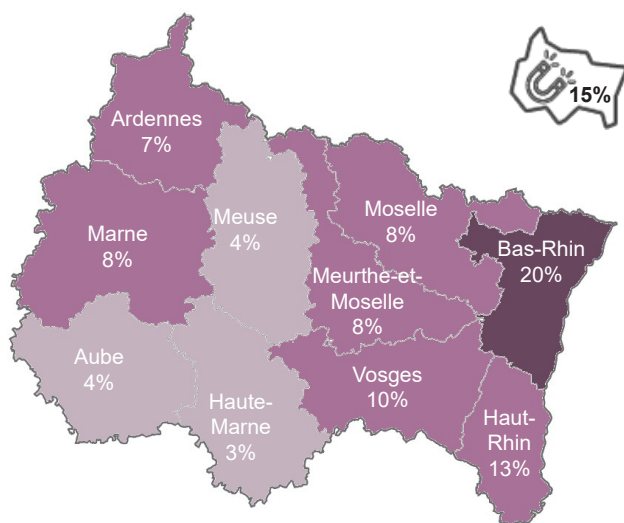 15%
Ardennes
7%
Meuse
4%
Moselle
8%
Marne
8%
Bas-Rhin
20%
Meurthe-et-
Moselle
8%
Aube
4%
Vosges
10%
Haute-
Marne
3%
Haut-
Rhin
13%